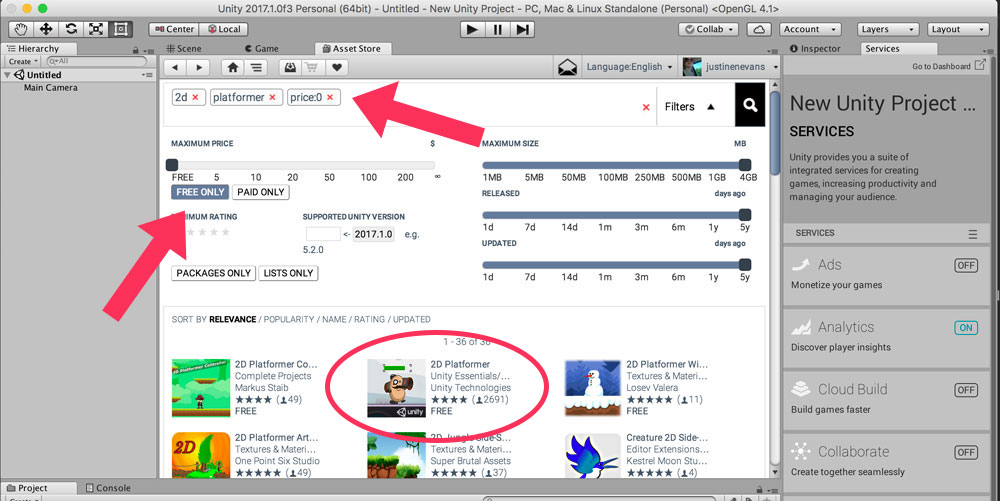 Unity 2017.1.0f3 Personal (64bit) - Untitled - New Unity Project - PC, Mac & Linux Standalone (Personal) <OpenGL 4.1>
Center Local Collab Account Layers Layout
Hierarchy Scene Game Asset Store Inspector Services
Create All
Untitled
Main Camera
Language:English justinenevans
Go to Dashboard
2d × platformer × price:0 ×
× Filters
MAXIMUM PRICE $
FREE 5 10 20 50 100 200 ∞
FREE ONLY PAID ONLY
MAXIMUM SIZE MB
1MB 5MB 50MB 100MB 250MB 500MB 1GB 4GB
RELEASED days ago
1d 7d 14d 1m 3m 6m 1y 5y
UPDATED days ago
1d 7d 14d 1m 3m 6m 1y 5y
IMUM RATING
SUPPORTED UNITY VERSION
<- 2017.1.0 e.g.
5.2.0
PACKAGES ONLY LISTS ONLY
SORT BY RELEVANCE / POPULARITY / NAME / RATING / UPDATED
1 - 36 of 36
2D Platformer Co...
Complete Projects
Markus Staib
★★★★ (49)
FREE
2D Platformer
Unity Essentials/...
Unity Technologies
★★★★ (2691)
FREE
unity
2D Platformer Wi...
Textures & Materi...
Losev Valera
★★★★ (11)
FREE
2D
2D Platformer Art...
Textures & Materi...
One Point Six Studio
★★★★★ (49)
2D Jungle Side-S...
Textures & Materi...
Super Brutal Assets
★★★★★ (37)
Creature 2D Side-...
Editor Extensions...
Kestrel Moon Stu...
★★★★★ (4)
New Unity Project ...
SERVICES
Unity provides you a suite of
integrated services for creating
games, increasing productivity and
managing your audience.
SERVICES
Ads OFF
Monetize your games
Analytics ON
Discover player insights
Cloud Build OFF
Build games faster
Collaborate OFF
Create together seamlessly
Project Console
Create